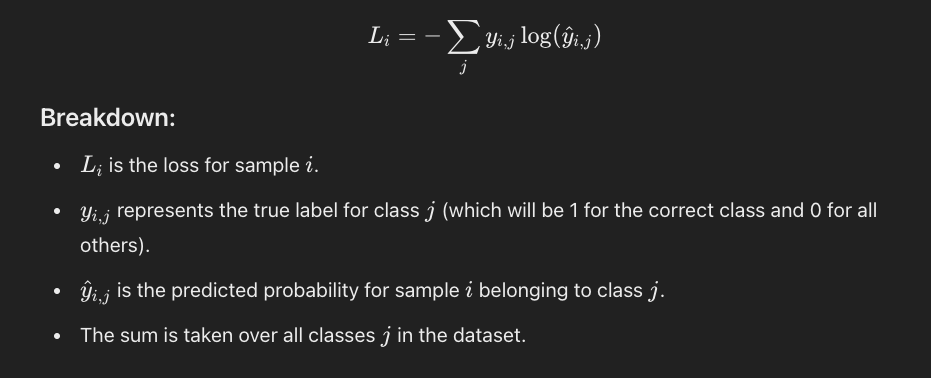 $L_i = -\sum_j y_{i,j} \log(\hat{y}_{i,j})$
Breakdown:
• $L_i$ is the loss for sample $i$.
• $y_{i,j}$ represents the true label for class $j$ (which will be 1 for the correct class and 0 for all
others).
• $\hat{y}_{i,j}$ is the predicted probability for sample $i$ belonging to class $j$.
• The sum is taken over all classes $j$ in the dataset.